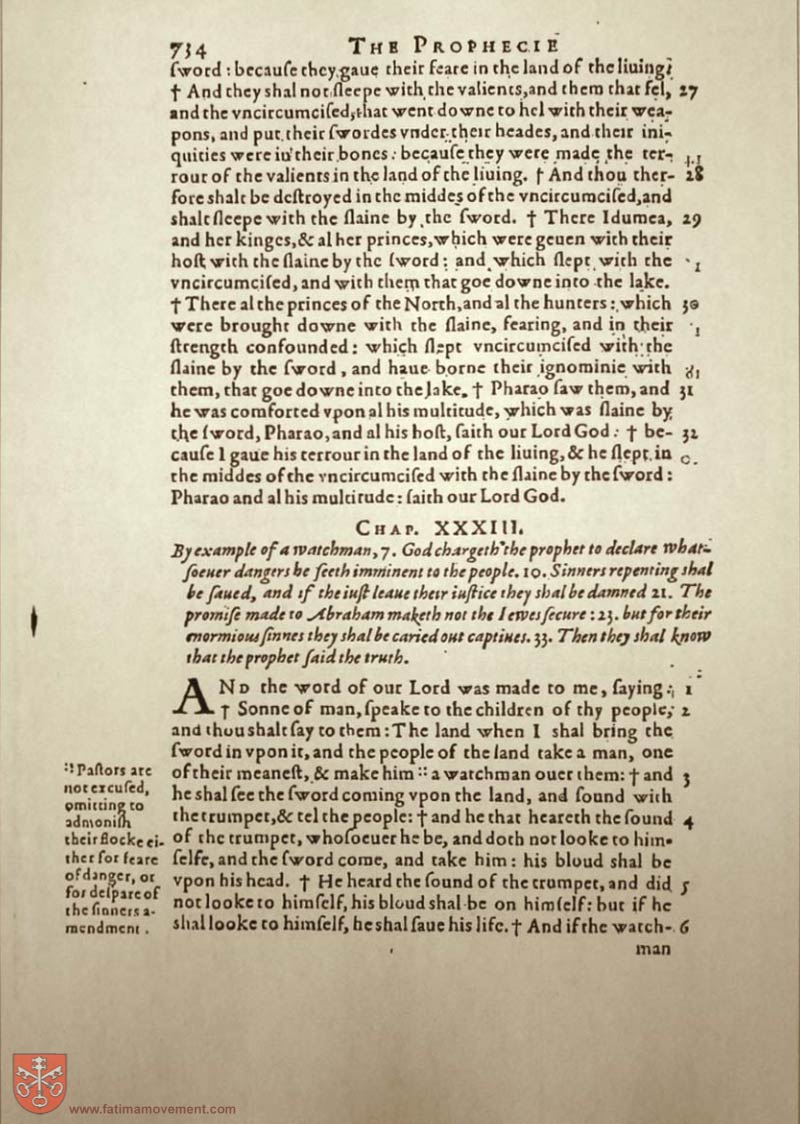 734 THE PROPHECIE
ſword : becauſe they gaue their feare in the land of the liuing;
† And they shal not ſleepe with the valients, and them that fel, 27
and the vncircumciſed, that went downe to hel with their wea-
pons, and put their ſwordes vnder their heades, and their ini-
quities were in their bones : becauſe they were made the ter-
rour of the valients in the land of the liuing. † And thou ther- 28
fore shalt be deſtroyed in the middes of the vncircumciſed, and
shalt ſleepe with the ſlaine by the ſword. † There Idumea, 29
and her kinges, & al her princes, which were geuen with their
hoſt with the ſlaine by the ſword : and which ſlept with the
vncircumciſed, and with them that goe downe into the lake.
† There al the princes of the North, and al the hunters : which 30
were brought downe with the ſlaine, fearing, and in their
ſtrength confounded : which ſlept vncircumciſed with the
ſlaine by the ſword, and haue borne their ignominie with
them, that goe downe into the lake. † Pharao ſaw them, and 31
he was comforted vpon al his multitude, which was ſlaine by
the ſword, Pharao, and al his hoſt, ſaith our Lord God : † be- 32
cauſe I gaue his terrour in the land of the liuing, & he ſlept in
the middes of the vncircumciſed with the ſlaine by the ſword :
Pharao and al his multitude : ſaith our Lord God.
CHAP. XXXIII.
By example of a watchman, 7. God chargeth the prophet to declare what-
ſoeuer dangers he ſeeth imminent to the people. 10. Sinners repenting shal
be ſaued, and if the iuſt leaue their iuſtice they shal be damned 21. The
promiſe made to Abraham maketh not the Iewes ſecure : 23. but for their
enormious ſinnes they shal be caried out captiues. 33. Then they shal know
that the prophet ſaid the truth.
AND the word of our Lord was made to me, ſaying : 1
† Sonne of man, ſpeake to the children of thy people, 2
and thou shalt ſay to them : The land when I shal bring the
ſword in vpon it, and the people of the land take a man, one
of their meaneſt, & make him :: a watchman ouer them : † and 3
he shal ſee the ſword coming vpon the land, and ſound with
the trumpet, & tel the people : † and he that heareth the ſound 4
of the trumpet, whoſoeuer he be, and doth not looke to him-
ſelfe, and the ſword come, and take him : his bloud shal be
vpon his head. † He heard the ſound of the trumpet, and did 5
not looke to himſelf, his bloud shal be on himſelf : but if he
shal looke to himſelf, he shal ſaue his life. † And if the watch- 6
man
:: Paſtors are
not excuſed,
omitting to
admonish
their flocke ei-
ther for feare
of danger, or
for deſpare of
the ſinners a-
mendment.
www.fatimamovement.com